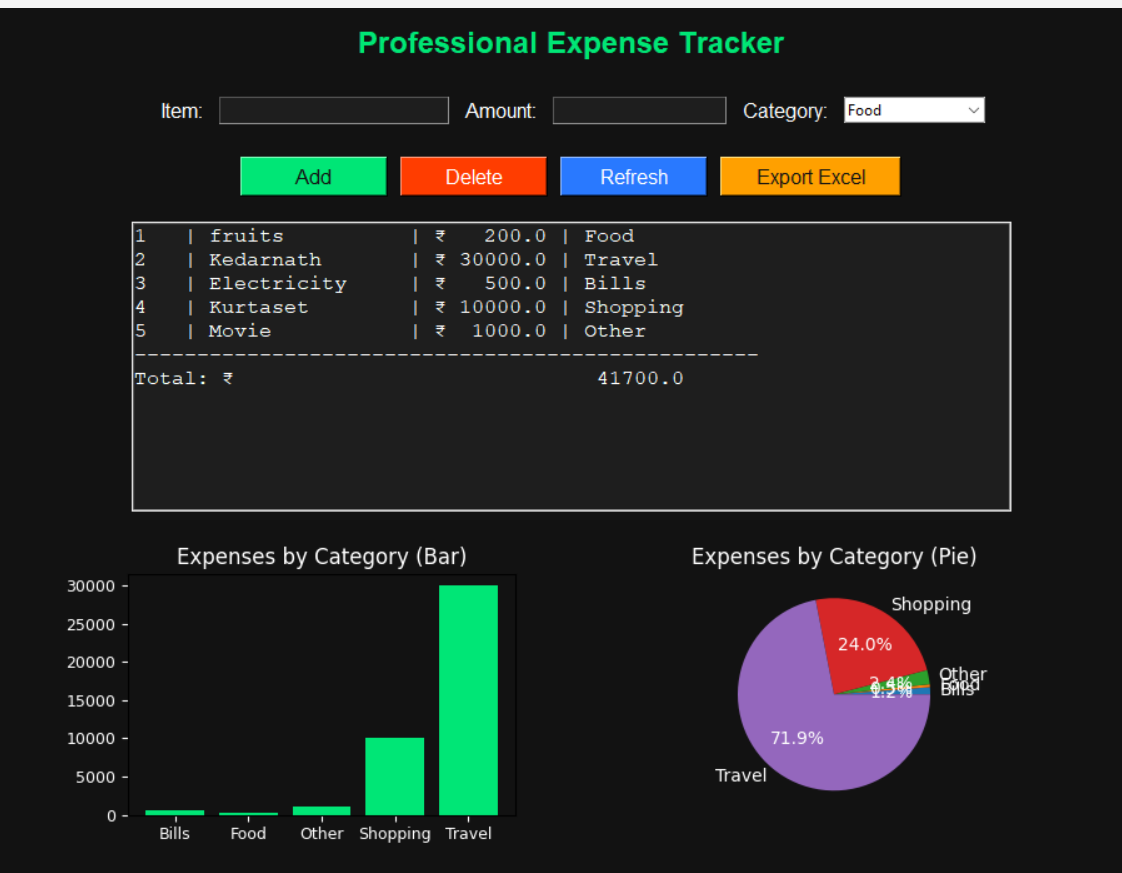 Professional Expense Tracker
Item: Amount: Category: Food
Add Delete Refresh Export Excel
1 | fruits | ₹ 200.0 | Food
2 | Kedarnath | ₹ 30000.0 | Travel
3 | Electricity | ₹ 500.0 | Bills
4 | Kurtaset | ₹ 10000.0 | Shopping
5 | Movie | ₹ 1000.0 | Other
--------------------------------------------------
Total: ₹ 41700.0
Expenses by Category (Bar)
30000
25000
20000
15000
10000
5000
0
Bills Food Other Shopping Travel
Expenses by Category (Pie)
Shopping
24.0%
Other
2.4%
Food
Bills
1.2%
71.9%
Travel